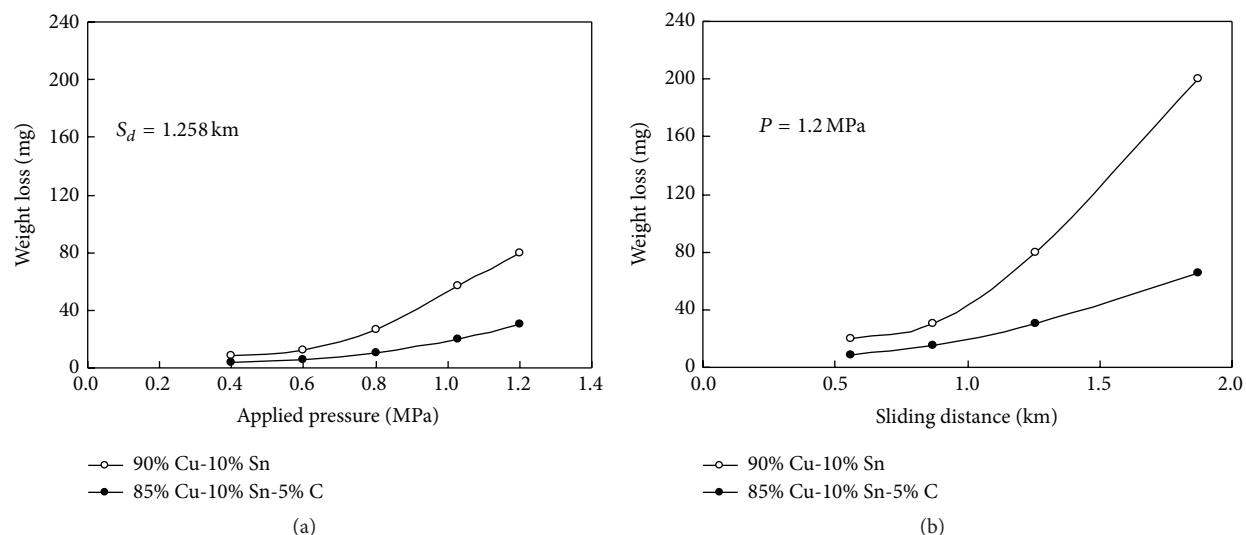 240
200
160
120
80
40
0
Weight loss (mg)
S_d = 1.258 km
0.0 0.2 0.4 0.6 0.8 1.0 1.2 1.4
Applied pressure (MPa)
90% Cu-10% Sn
85% Cu-10% Sn-5% C
(a)
240
200
160
120
80
40
0
Weight loss (mg)
P = 1.2 MPa
0.0 0.5 1.0 1.5 2.0
Sliding distance (km)
90% Cu-10% Sn
85% Cu-10% Sn-5% C
(b)